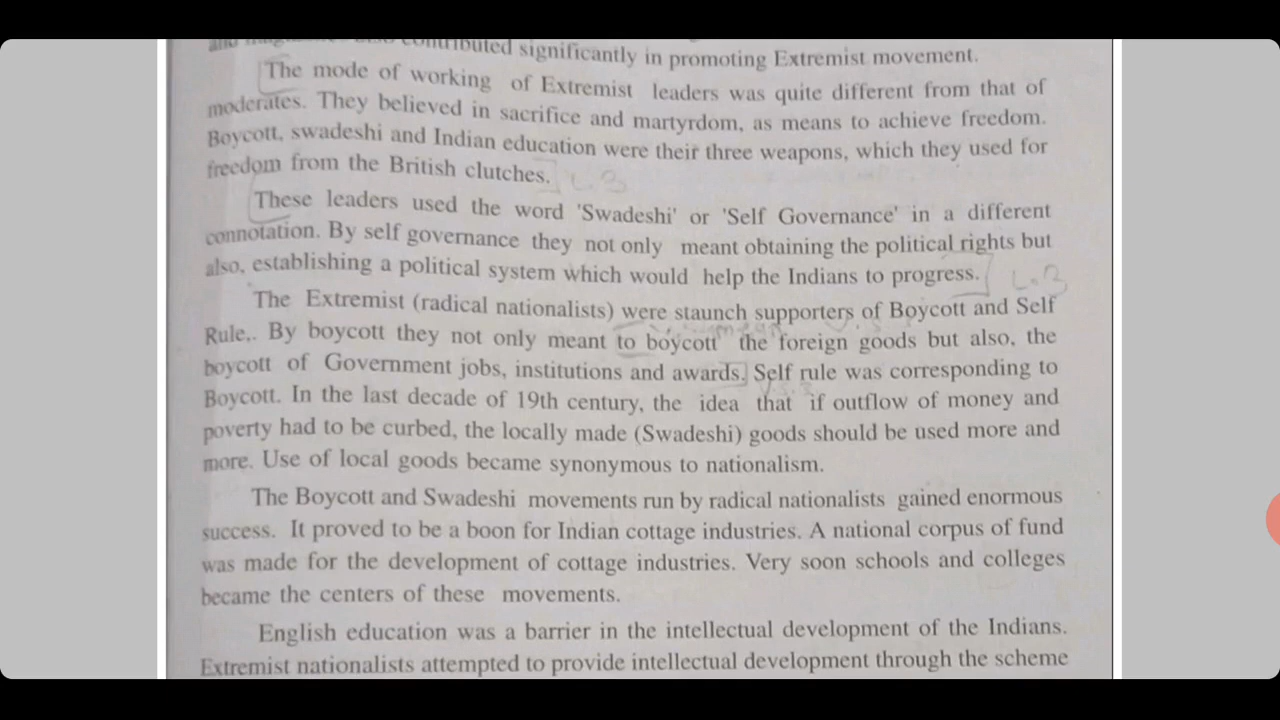 contributed significantly in promoting Extremist movement.
The mode of working of Extremist leaders was quite different from that of
moderates. They believed in sacrifice and martyrdom, as means to achieve freedom.
Boycott, swadeshi and Indian education were their three weapons, which they used for
freedom from the British clutches.
These leaders used the word 'Swadeshi' or 'Self Governance' in a different
connotation. By self governance they not only meant obtaining the political rights but
also, establishing a political system which would help the Indians to progress.
The Extremist (radical nationalists) were staunch supporters of Boycott and Self
Rule,. By boycott they not only meant to boycott the foreign goods but also, the
boycott of Government jobs, institutions and awards. Self rule was corresponding to
Boycott. In the last decade of 19th century, the idea that if outflow of money and
poverty had to be curbed, the locally made (Swadeshi) goods should be used more and
more. Use of local goods became synonymous to nationalism.
The Boycott and Swadeshi movements run by radical nationalists gained enormous
success. It proved to be a boon for Indian cottage industries. A national corpus of fund
was made for the development of cottage industries. Very soon schools and colleges
became the centers of these movements.
English education was a barrier in the intellectual development of the Indians.
Extremist nationalists attempted to provide intellectual development through the scheme